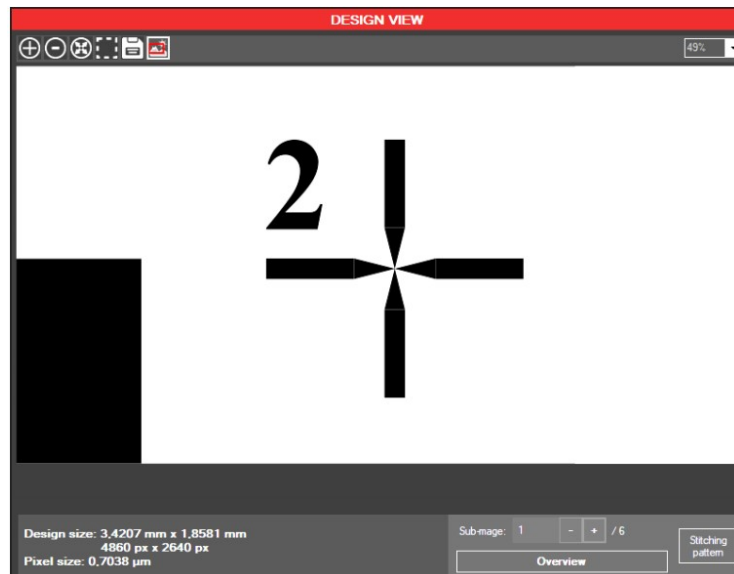 DESIGN VIEW
49%
2
Design size: 3,4207 mm x 1,8581 mm
4860 px x 2640 px
Pixel size: 0,7038 µm
Sub-mage: 1 - + / 6
Overview
Stitching
pattern